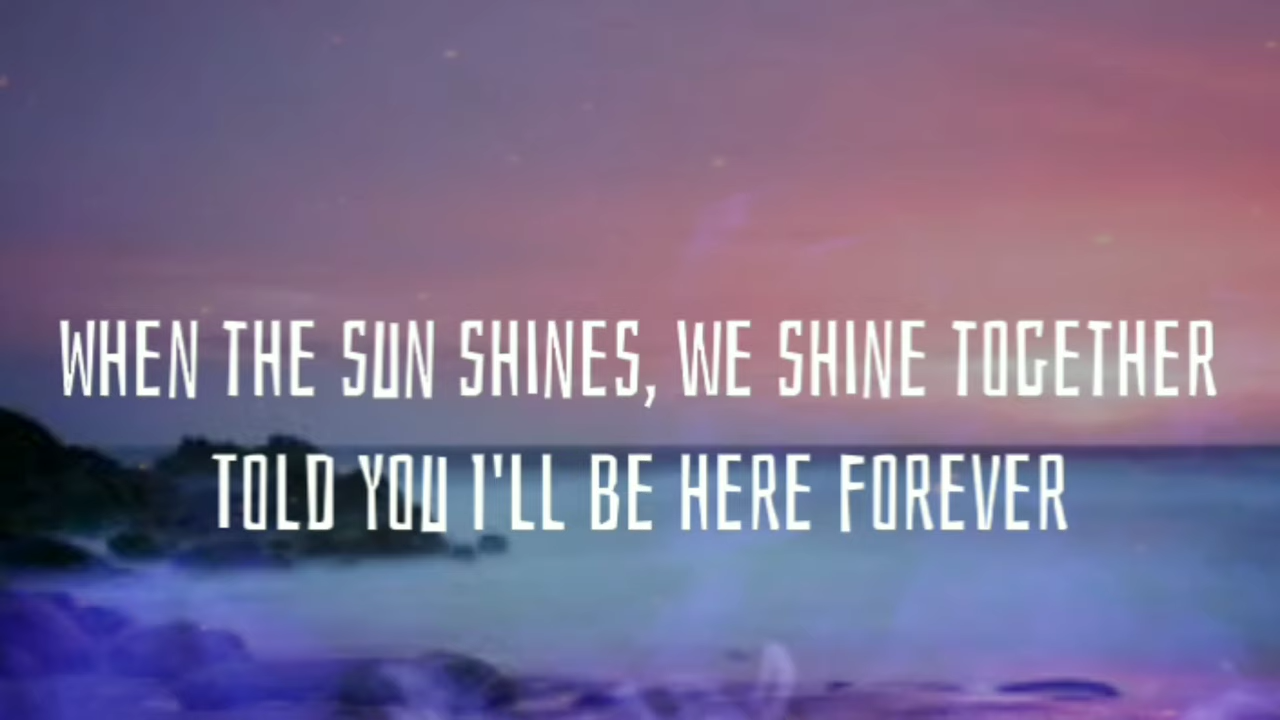 WHEN THE SUN SHINES, WE SHINE TOGETHER
TOLD YOU I'LL BE HERE FOREVER